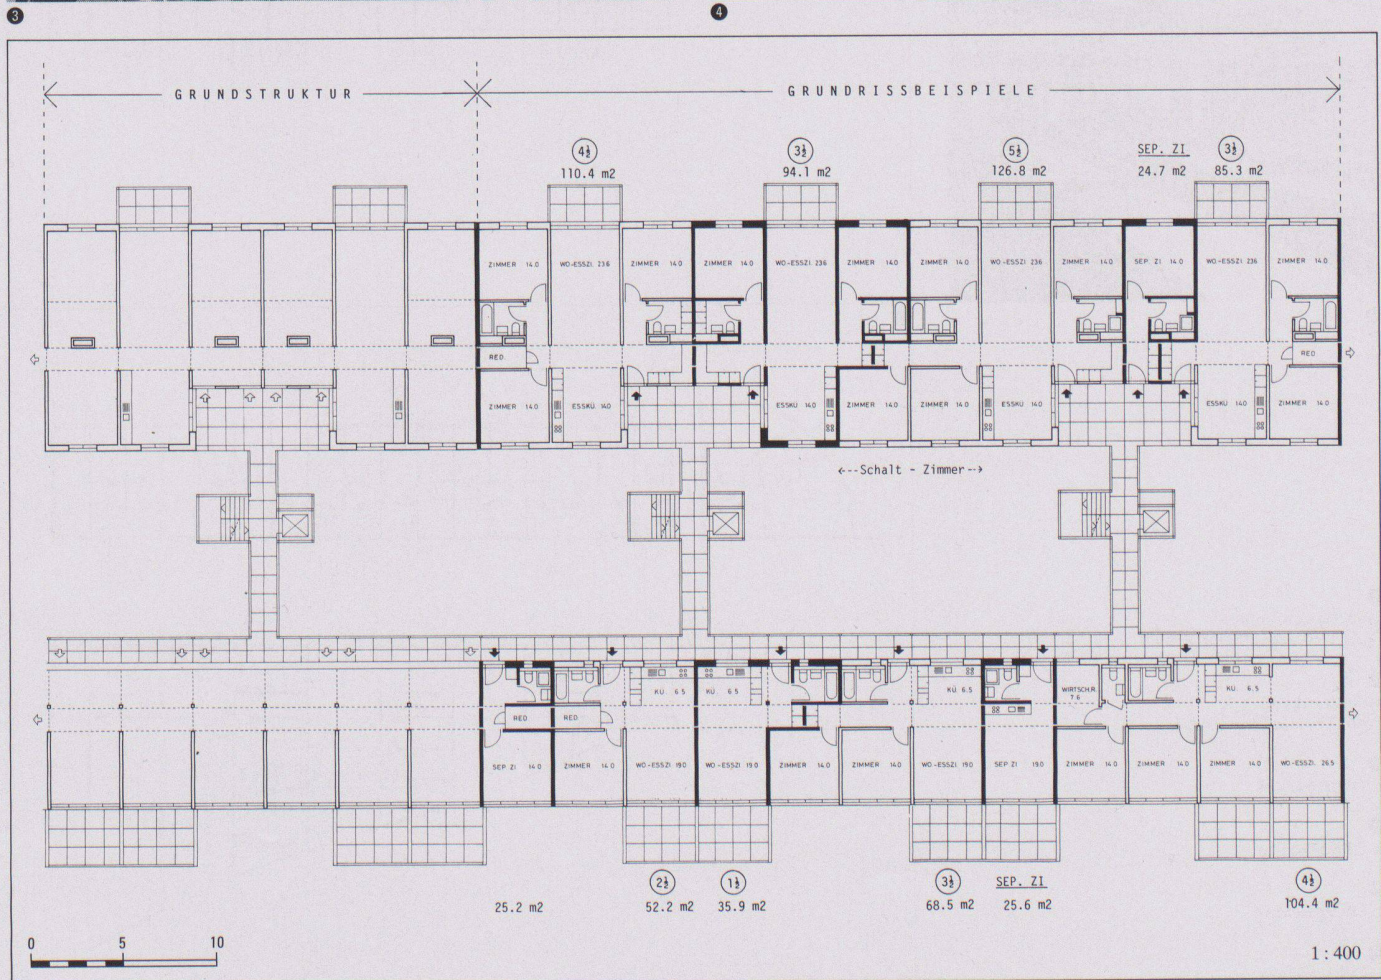 3 4
GRUNDSTRUKTUR GRUNDRISSBEISPIELE
4½ 3½ 5½ SEP. ZI 3½
110.4 m2 94.1 m2 126.8 m2 24.7 m2 85.3 m2
ZIMMER 14.0 WO-ESSZI. 23.6 ZIMMER 14.0 ZIMMER 14.0 WO-ESSZI. 23.6 ZIMMER 14.0 ZIMMER 14.0 WO-ESSZI. 23.6 ZIMMER 14.0 SEP. ZI 14.0 WO-ESSZI. 23.6 ZIMMER 14.0
RED. RED
ZIMMER 14.0 ESSKÜ. 14.0 ESSKÜ. 14.0 ZIMMER 14.0 ZIMMER 14.0 ESSKÜ. 14.0 ESSKÜ. 14.0 ZIMMER 14.0
<---Schalt - Zimmer-->
KÜ. 6.5 KÜ. 6.5 KÜ. 6.5 WIRTSCH.R. KÜ. 6.5
7.6
RED. RED.
SEP. ZI 14.0 ZIMMER 14.0 WO-ESSZI. 19.0 WO-ESSZI. 19.0 ZIMMER 14.0 ZIMMER 14.0 WO-ESSZI. 19.0 SEP. ZI 19.0 ZIMMER 14.0 ZIMMER 14.0 ZIMMER 14.0 WO-ESSZI. 26.5
2½ 1½ 3½ SEP. ZI 4½
25.2 m2 52.2 m2 35.9 m2 68.5 m2 25.6 m2 104.4 m2
0 5 10
1 : 400